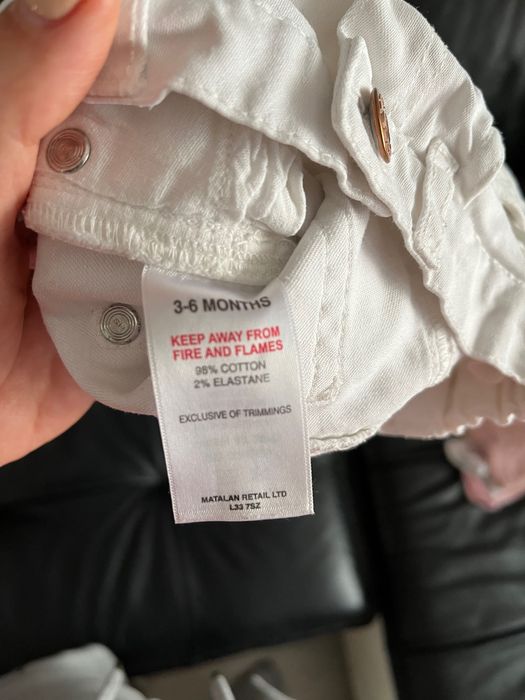 3-6 MONTHS
KEEP AWAY FROM
FIRE AND FLAMES
98% COTTON
2% ELASTANE
EXCLUSIVE OF TRIMMINGS
MATALAN RETAIL LTD
L33 7SZ